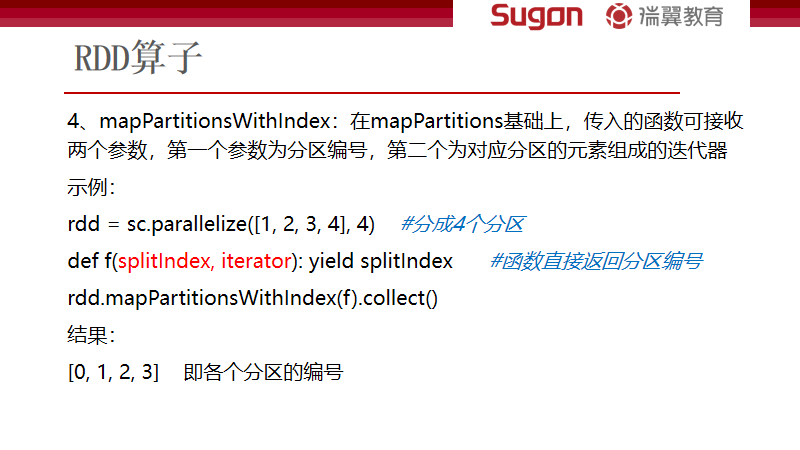 Sugon 瑞翼教育
RDD算子
4、mapPartitionsWithIndex：在mapPartitions基础上，传入的函数可接收
两个参数，第一个参数为分区编号，第二个为对应分区的元素组成的迭代器
示例：
rdd = sc.parallelize([1, 2, 3, 4], 4) #分成4个分区
def f(splitIndex, iterator): yield splitIndex #函数直接返回分区编号
rdd.mapPartitionsWithIndex(f).collect()
结果：
[0, 1, 2, 3] 即各个分区的编号